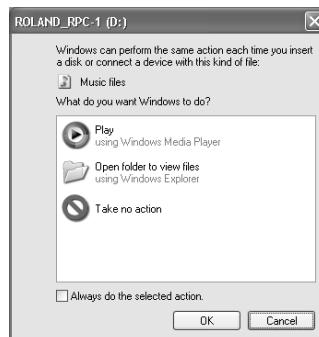 ROLAND_RPC-1 (D:)
Windows can perform the same action each time you insert
a disk or connect a device with this kind of file:
Music files
What do you want Windows to do?
Play
using Windows Media Player
Open folder to view files
using Windows Explorer
Take no action
Always do the selected action.
OK
Cancel